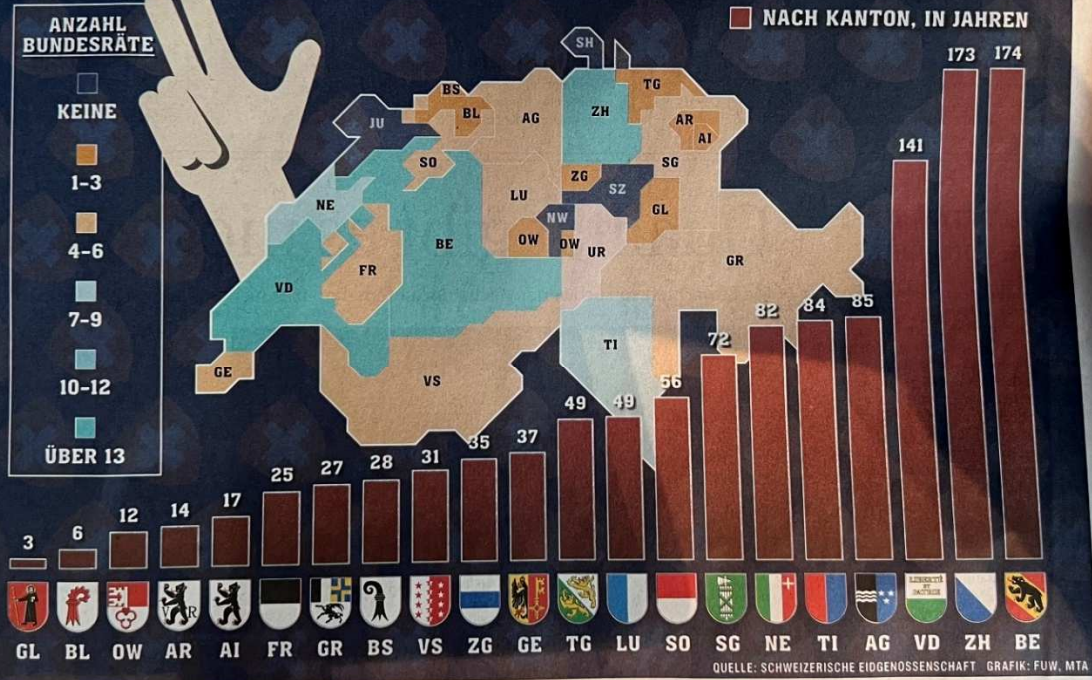 ANZAHL
BUNDESRÄTE
KEINE
1–3
4–6
7–9
10–12
ÜBER 13
NACH KANTON, IN JAHREN
SH
BS
BL
TG
JU
AG
ZH
AR
AI
SO
SG
ZG
SZ
NE
LU
NW
GL
OW
OW
UR
BE
FR
GR
VD
TI
GE
VS
3
6
12
14
17
25
27
28
31
35
37
49
49
56
72
82
84
85
141
173
174
V R
LIBERTÉ
ET
PATRIE
GL BL OW AR AI FR GR BS VS ZG GE TG LU SO SG NE TI AG VD ZH BE
QUELLE: SCHWEIZERISCHE EIDGENOSSENSCHAFT GRAFIK: FUW, MTA